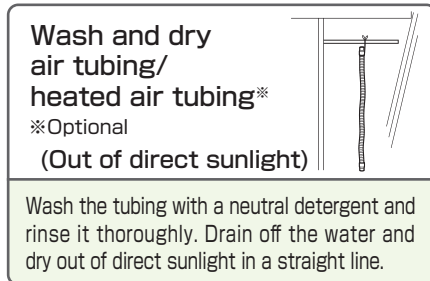 Wash and dry
air tubing/
heated air tubing※
※Optional
(Out of direct sunlight)
Wash the tubing with a neutral detergent and
rinse it thoroughly. Drain off the water and
dry out of direct sunlight in a straight line.